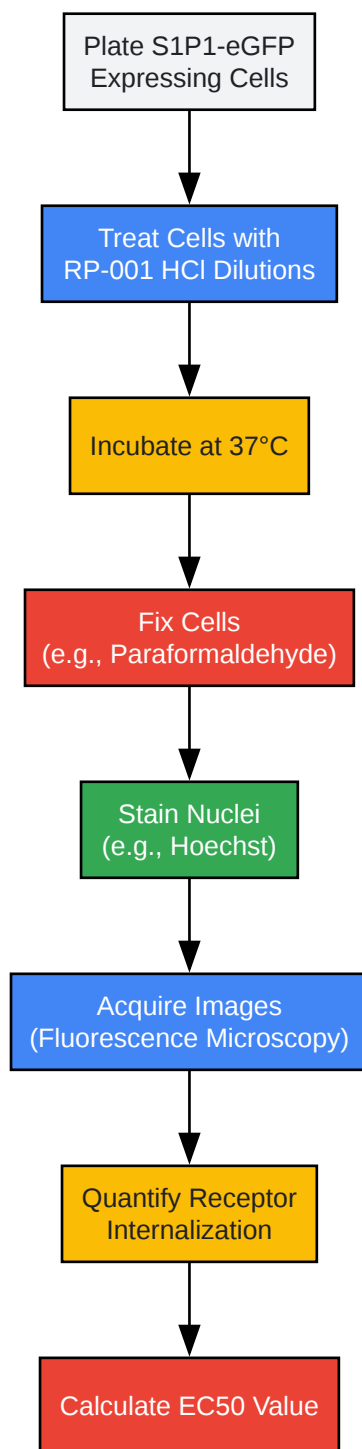 Plate S1P1-eGFP
Expressing Cells
Treat Cells with
RP-001 HCl Dilutions
Incubate at 37°C
Fix Cells
(e.g., Paraformaldehyde)
Stain Nuclei
(e.g., Hoechst)
Acquire Images
(Fluorescence Microscopy)
Quantify Receptor
Internalization
Calculate EC50 Value